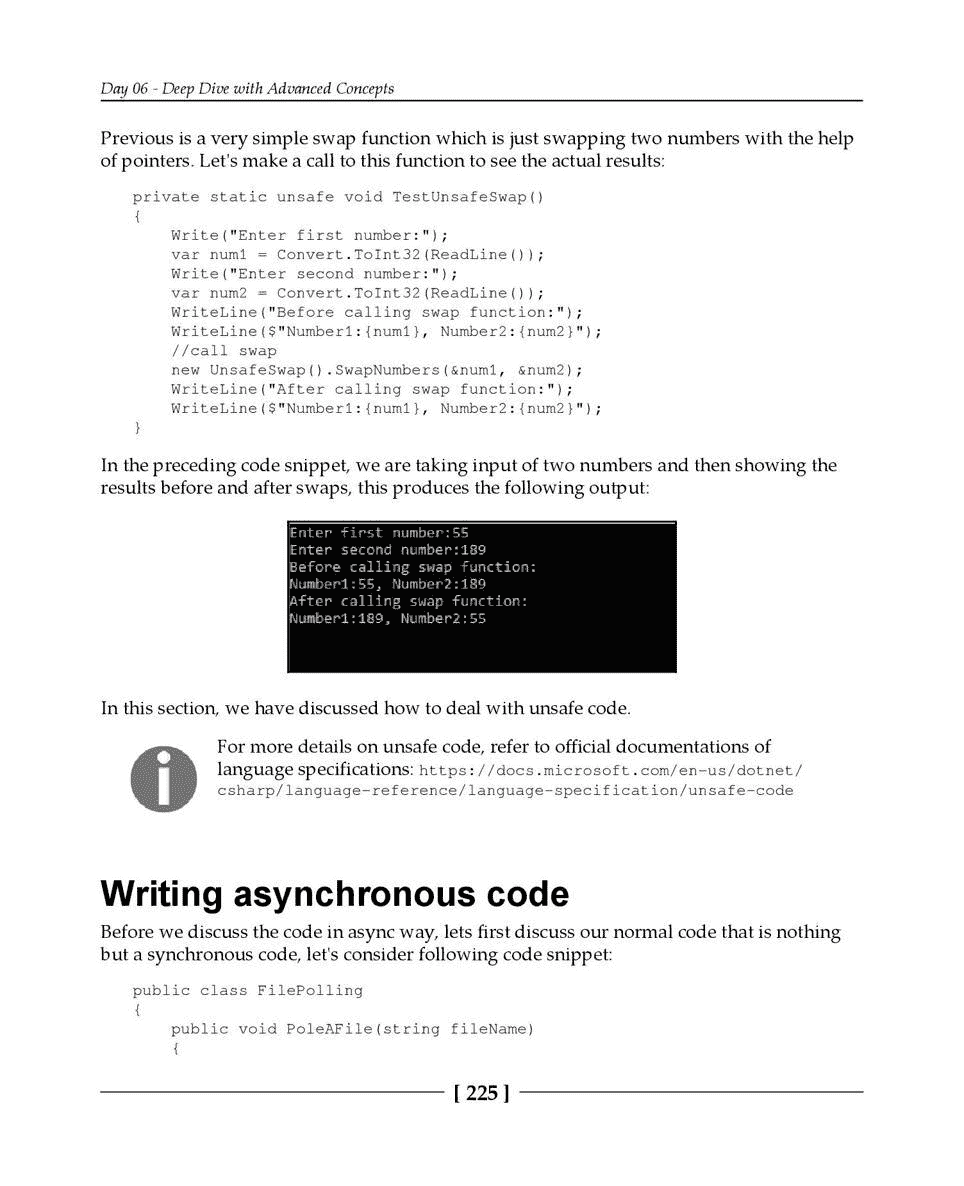 Day 06 - Deep Dive with Advanced Concepts
Previous is a very simple swap function which is just swapping two numbers with the help
of pointers. Let's make a call to this function to see the actual results:
private static unsafe void TestUnsafeSwap()
{
Write("Enter first number:");
var num1 = Convert.ToInt32(ReadLine());
Write("Enter second number:");
var num2 = Convert.ToInt32(ReadLine());
WriteLine("Before calling swap function:");
WriteLine($"Number1:{num1}, Number2:{num2}");
//call swap
new UnsafeSwap().SwapNumbers(&num1, &num2);
WriteLine("After calling swap function:");
WriteLine($"Number1:{num1}, Number2:{num2}");
}
In the preceding code snippet, we are taking input of two numbers and then showing the
results before and after swaps, this produces the following output:
Enter first number:55
Enter second number:189
Before calling swap function:
Number1:55, Number2:189
After calling swap function:
Number1:189, Number2:55
In this section, we have discussed how to deal with unsafe code.
For more details on unsafe code, refer to official documentations of
language specifications: https://docs.microsoft.com/en-us/dotnet/
csharp/language-reference/language-specification/unsafe-code
Writing asynchronous code
Before we discuss the code in async way, lets first discuss our normal code that is nothing
but a synchronous code, let's consider following code snippet:
public class FilePolling
{
public void PoleAFile(string fileName)
{
[ 225 ]